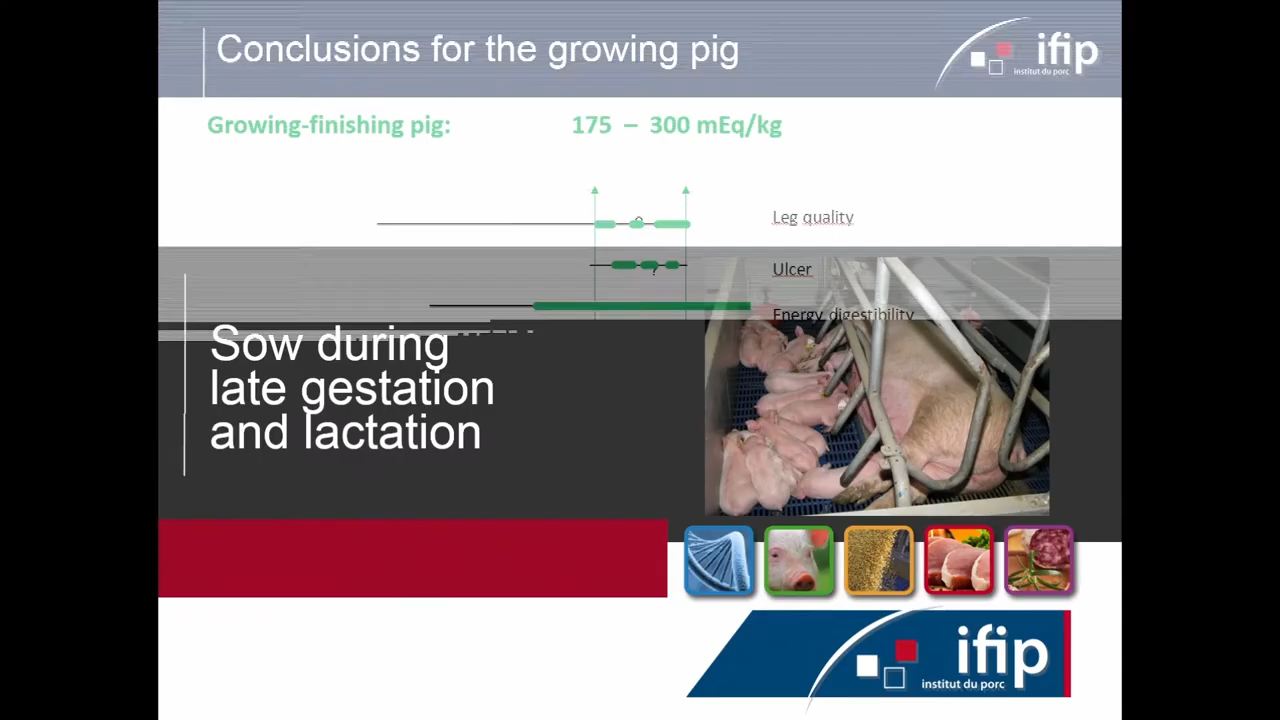 Conclusions for the growing pig
ifip
institut du porc
Growing-finishing pig: 175 – 300 mEq/kg
Leg quality
?
Ulcer
Energy digestibility
Sow during
late gestation
and lactation
ifip
institut du porc